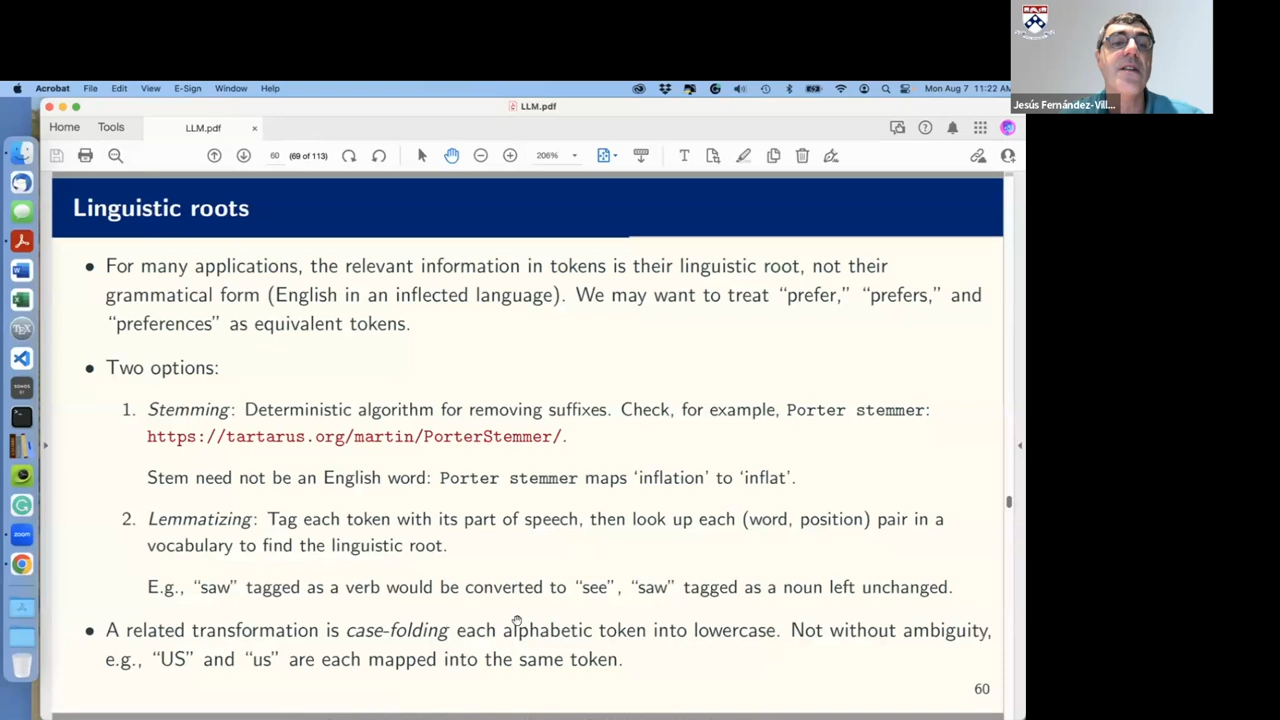 Acrobat File Edit View E-Sign Window Help Mon Aug 7 11:22 AM
Jesús Fernández-Vill...
LLM.pdf
Home Tools LLM.pdf ×
60 (69 of 113) 206%
Linguistic roots
• For many applications, the relevant information in tokens is their linguistic root, not their
grammatical form (English in an inflected language). We may want to treat “prefer,” “prefers,” and
“preferences” as equivalent tokens.
• Two options:
1. Stemming: Deterministic algorithm for removing suffixes. Check, for example, Porter stemmer:
https://tartarus.org/martin/PorterStemmer/.
Stem need not be an English word: Porter stemmer maps ‘inflation’ to ‘inflat’.
2. Lemmatizing: Tag each token with its part of speech, then look up each (word, position) pair in a
vocabulary to find the linguistic root.
E.g., “saw” tagged as a verb would be converted to “see”, “saw” tagged as a noun left unchanged.
• A related transformation is case-folding each alphabetic token into lowercase. Not without ambiguity,
e.g., “US” and “us” are each mapped into the same token.
60
zoom